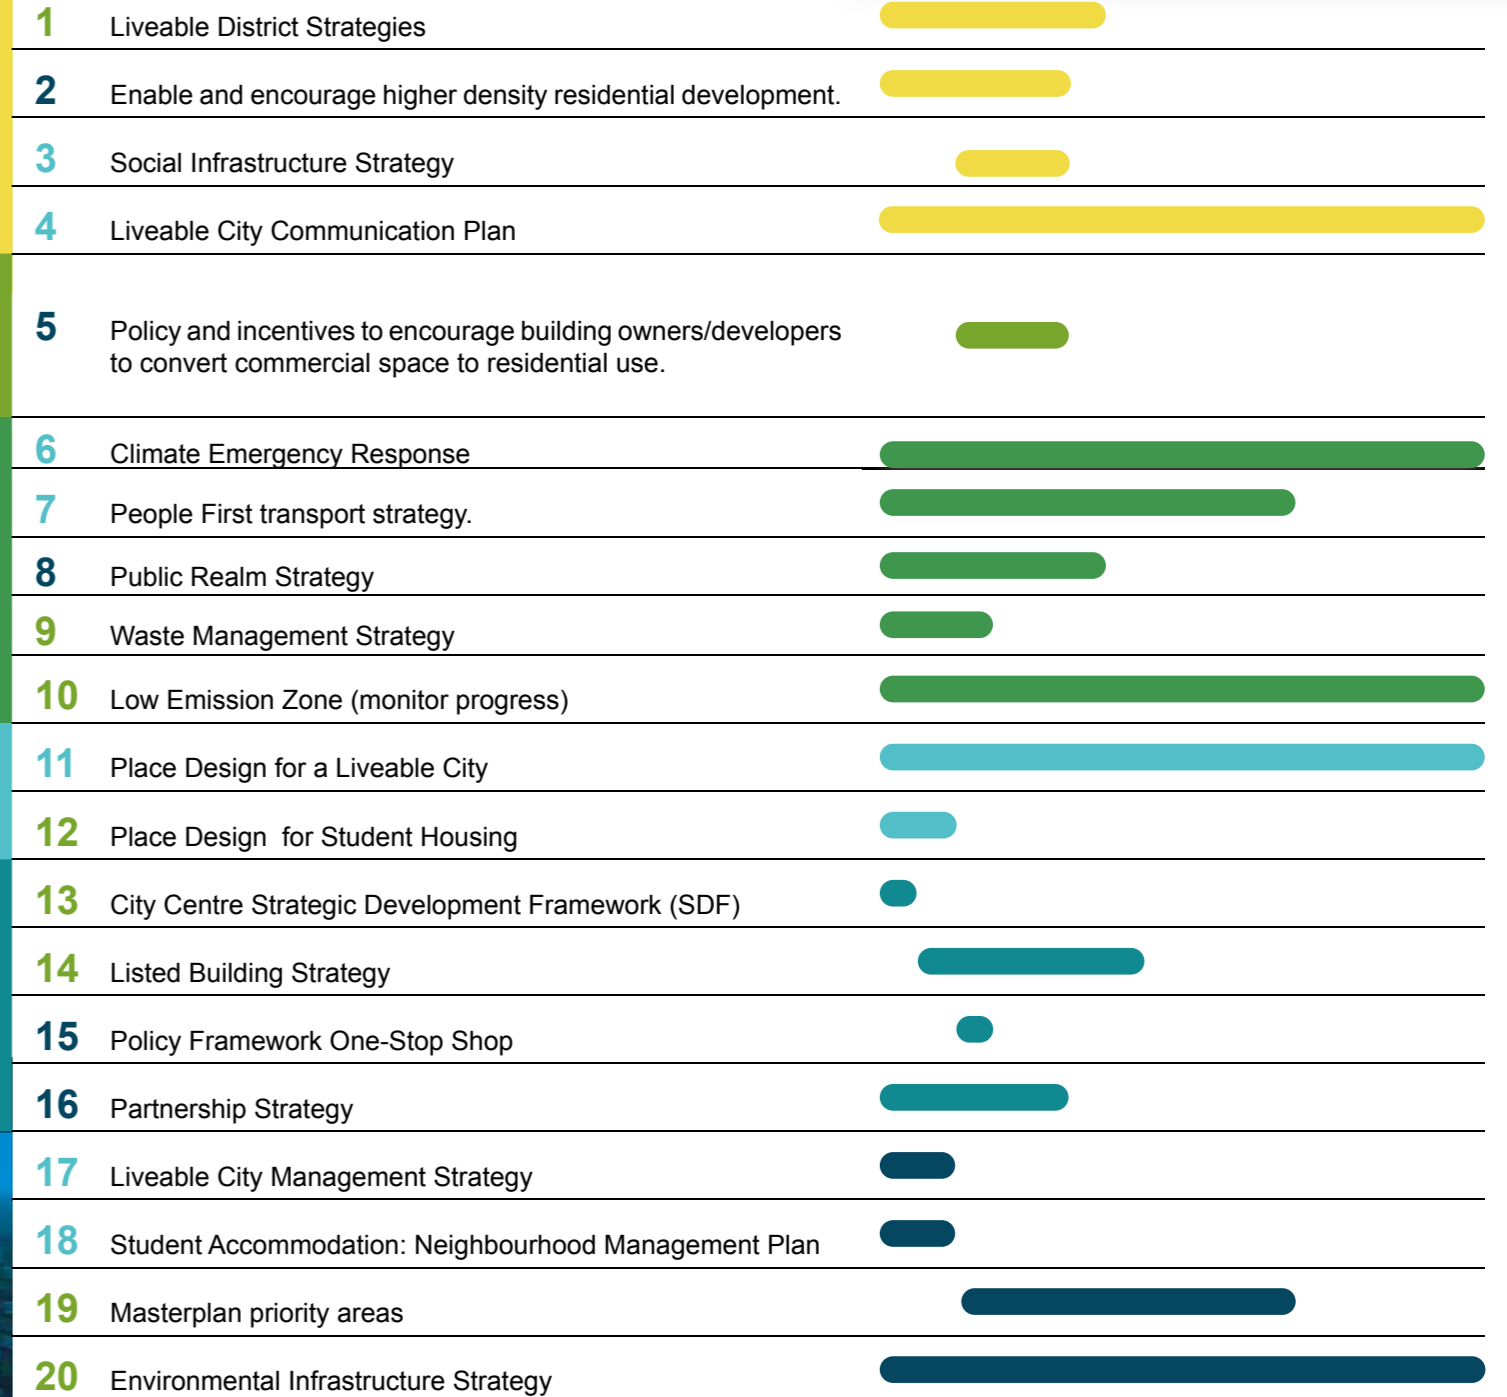 1 Liveable District Strategies
2 Enable and encourage higher density residential development.
3 Social Infrastructure Strategy
4 Liveable City Communication Plan
5 Policy and incentives to encourage building owners/developers
to convert commercial space to residential use.
6 Climate Emergency Response
7 People First transport strategy.
8 Public Realm Strategy
9 Waste Management Strategy
10 Low Emission Zone (monitor progress)
11 Place Design for a Liveable City
12 Place Design  for Student Housing
13 City Centre Strategic Development Framework (SDF)
14 Listed Building Strategy
15 Policy Framework One-Stop Shop
16 Partnership Strategy
17 Liveable City Management Strategy
18 Student Accommodation: Neighbourhood Management Plan
19 Masterplan priority areas
20 Environmental Infrastructure Strategy